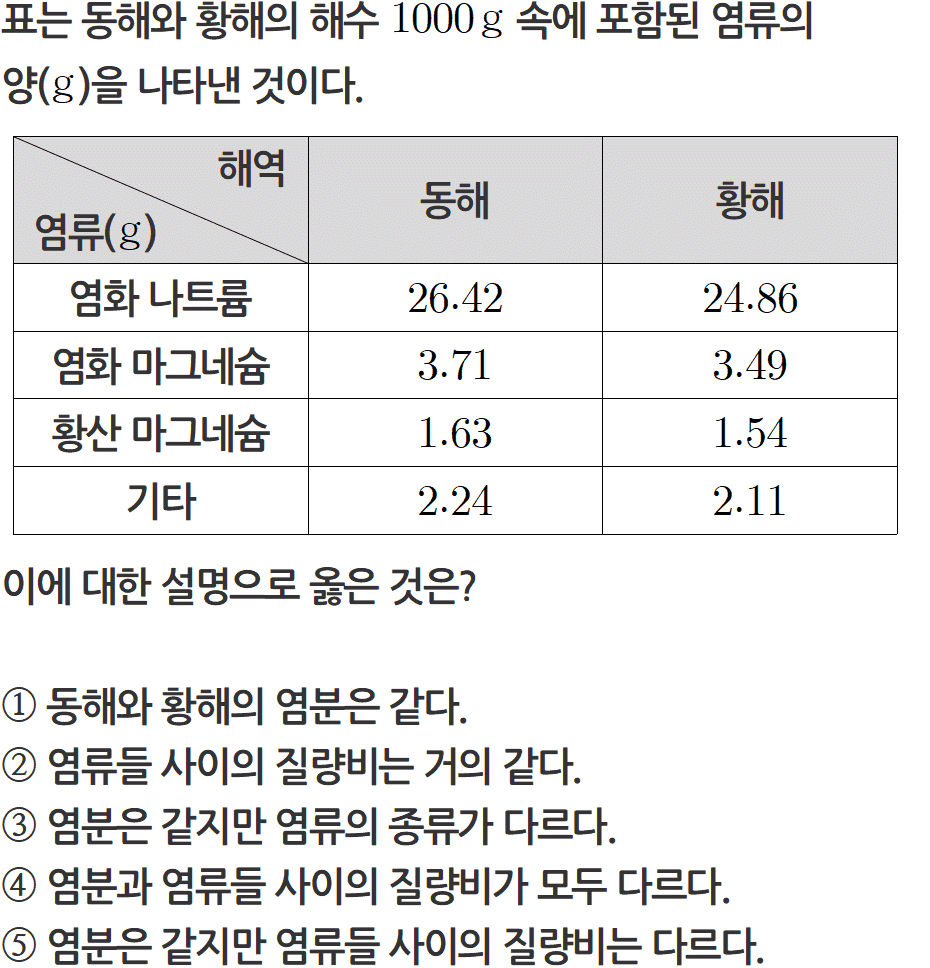 표는 동해와 황해의 해수 1000 g 속에 포함된 염류의
양(g)을 나타낸 것이다.
해역
염류(g)
동해
황해
염화 나트륨 26.42 24.86
염화 마그네슘 3.71 3.49
황산 마그네슘 1.63 1.54
기타 2.24 2.11
이에 대한 설명으로 옳은 것은?
① 동해와 황해의 염분은 같다.
② 염류들 사이의 질량비는 거의 같다.
③ 염분은 같지만 염류의 종류가 다르다.
④ 염분과 염류들 사이의 질량비가 모두 다르다.
⑤ 염분은 같지만 염류들 사이의 질량비는 다르다.